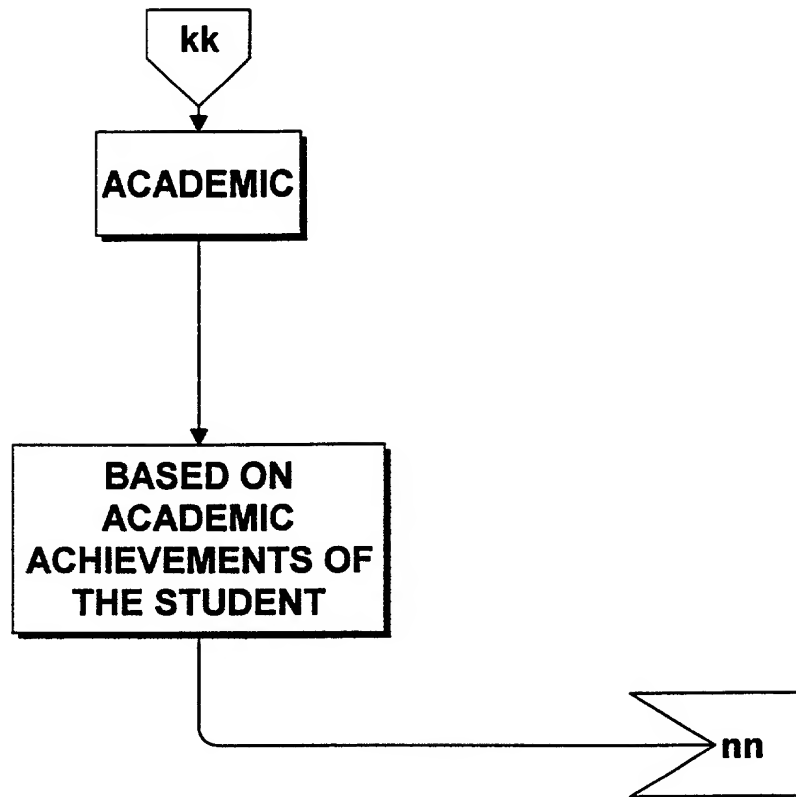 kk
ACADEMIC
BASED ON
ACADEMIC
ACHIEVEMENTS OF
THE STUDENT
nn